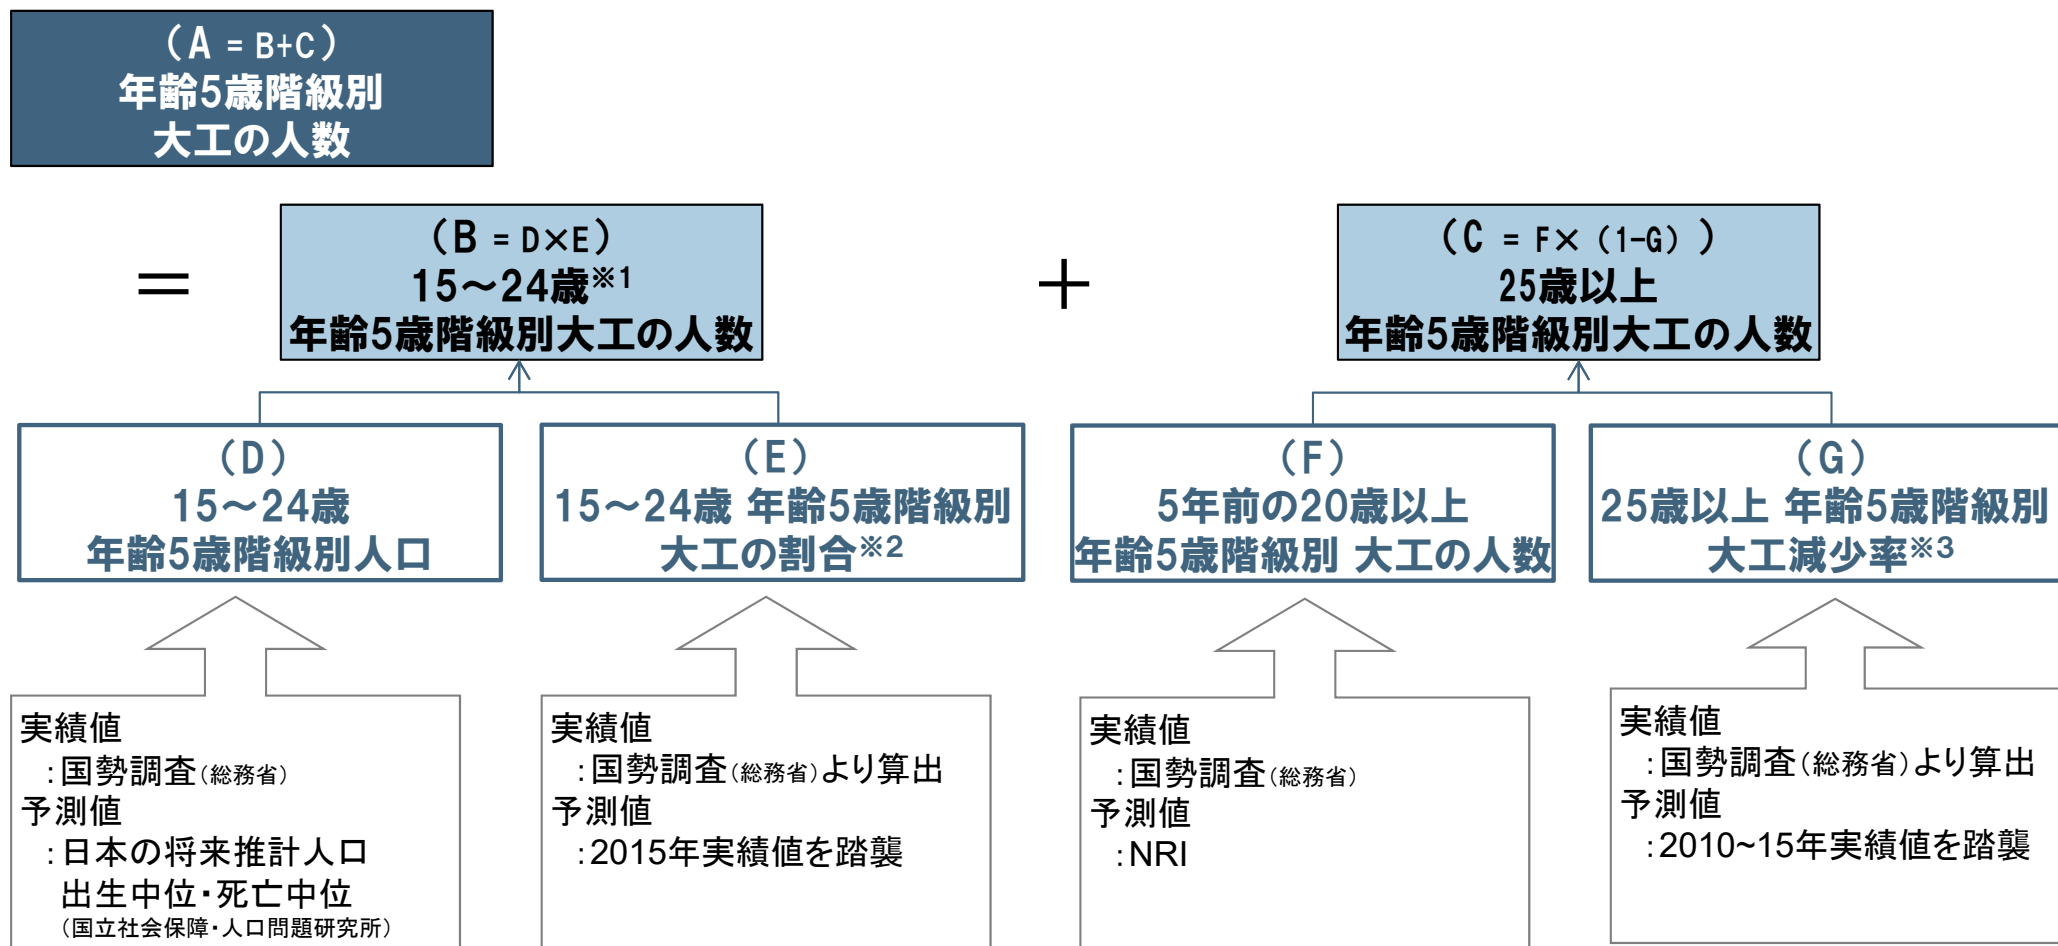 （A = B+C）
年齢5歳階級別
大工の人数
＝
（B = D×E）
15～24歳※1
年齢5歳階級別大工の人数
＋
（C = F×（1-G））
25歳以上
年齢5歳階級別大工の人数
（D）
15～24歳
年齢5歳階級別人口
（E）
15～24歳 年齢5歳階級別
大工の割合※2
（F）
5年前の20歳以上
年齢5歳階級別 大工の人数
（G）
25歳以上 年齢5歳階級別
大工減少率※3
実績値
：国勢調査（総務省）
予測値
：日本の将来推計人口
出生中位・死亡中位
（国立社会保障・人口問題研究所）
実績値
：国勢調査（総務省）より算出
予測値
：2015年実績値を踏襲
実績値
：国勢調査（総務省）
予測値
：NRI
実績値
：国勢調査（総務省）より算出
予測値
：2010~15年実績値を踏襲